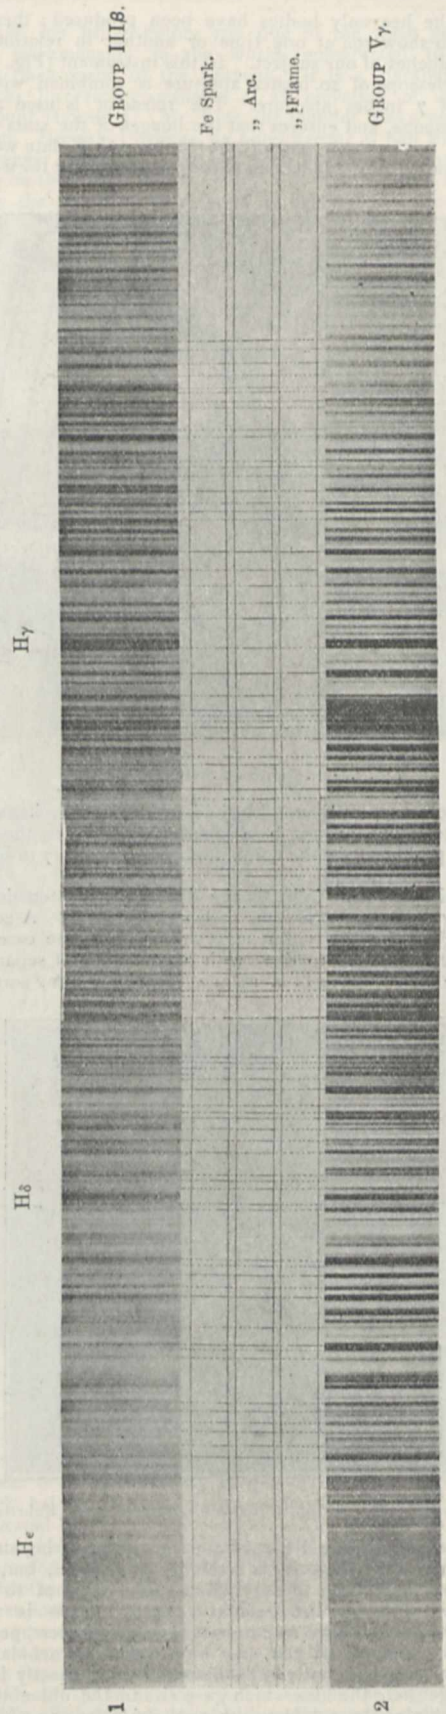 Hε Hδ Hγ
1 GROUP IIIβ.
Fe Spark.
„ Arc.
„ Flame.
2 GROUP Vγ.